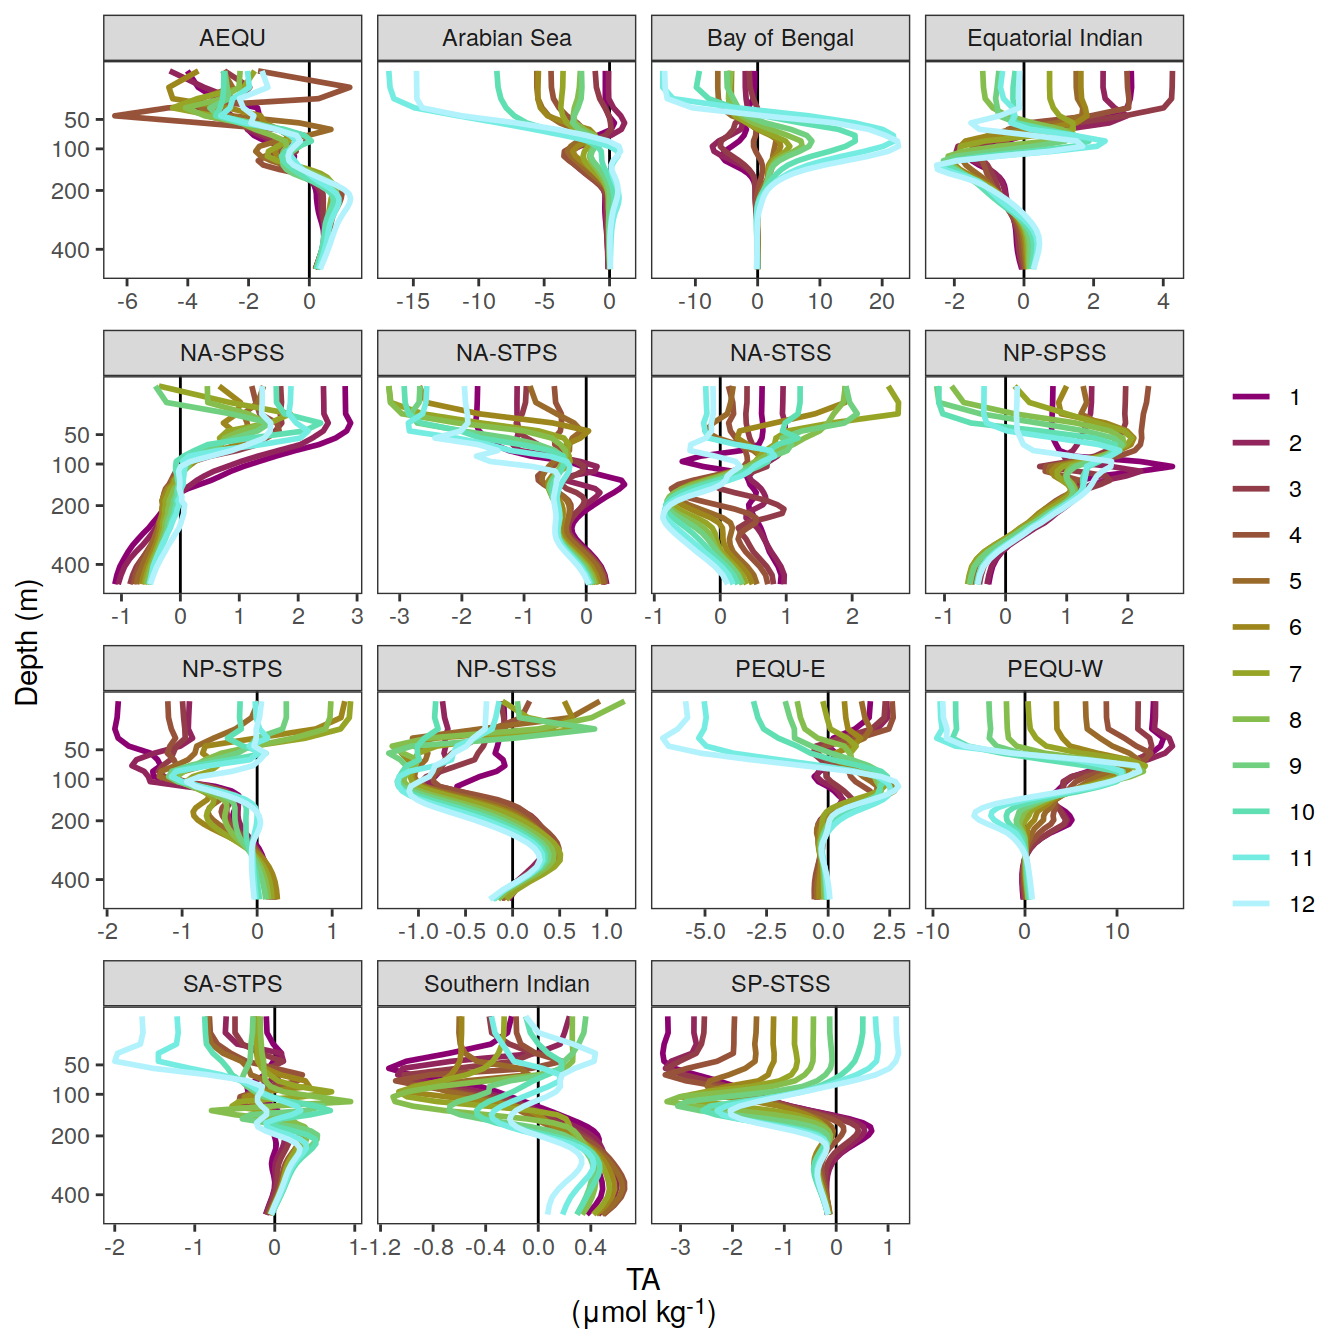 AEQU
Arabian Sea
Bay of Bengal
Equatorial Indian
50
100
200
400
-6 -4 -2 0
-15 -10 -5 0
-10 0 10 20
-2 0 2 4
NA-SPSS
NA-STPS
NA-STSS
NP-SPSS
50
100
200
400
-1 0 1 2 3
-3 -2 -1 0
-1 0 1 2
-1 0 1 2
NP-STPS
NP-STSS
PEQU-E
PEQU-W
50
100
200
400
-2 -1 0 1
-1.0 -0.5 0.0 0.5 1.0
-5.0 -2.5 0.0 2.5
-10 0 10
SA-STPS
Southern Indian
SP-STSS
50
100
200
400
-2 -1 0 1
-1.2 -0.8 -0.4 0.0 0.4
-3 -2 -1 0 1
Depth (m)
TA
(µmol kg⁻¹)
1
2
3
4
5
6
7
8
9
10
11
12